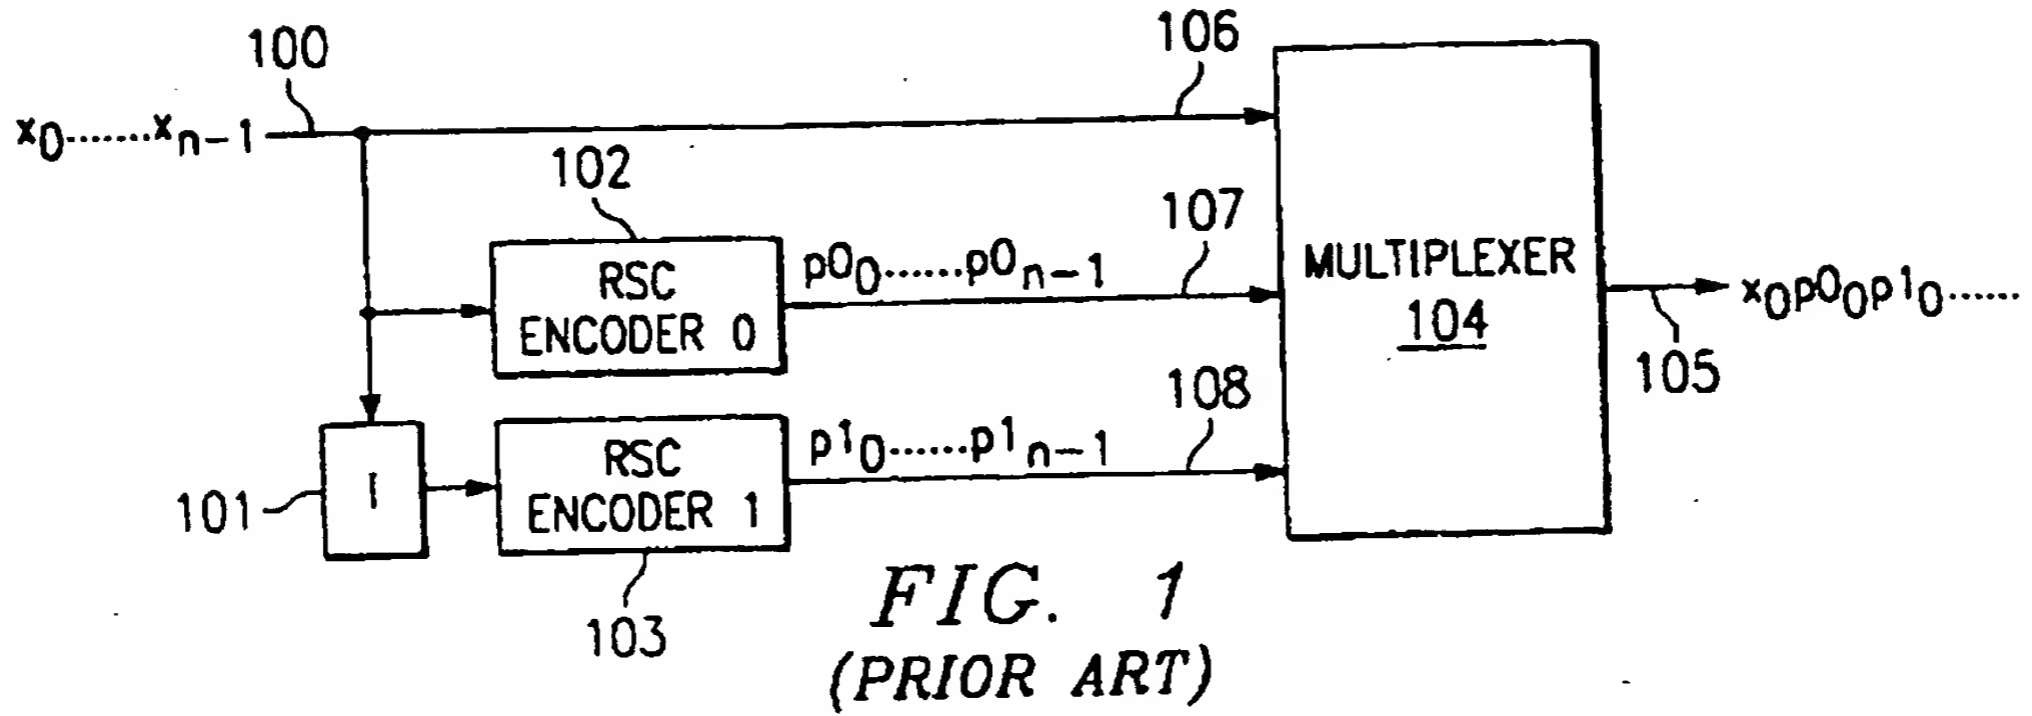 100
106
x0.......xn-1
102
107
RSC
ENCODER 0
p00......p0n-1
MULTIPLEXER
104
x0p00p10......
105
108
RSC
ENCODER 1
p10......p1n-1
I
101
103
FIG. 1
(PRIOR ART)